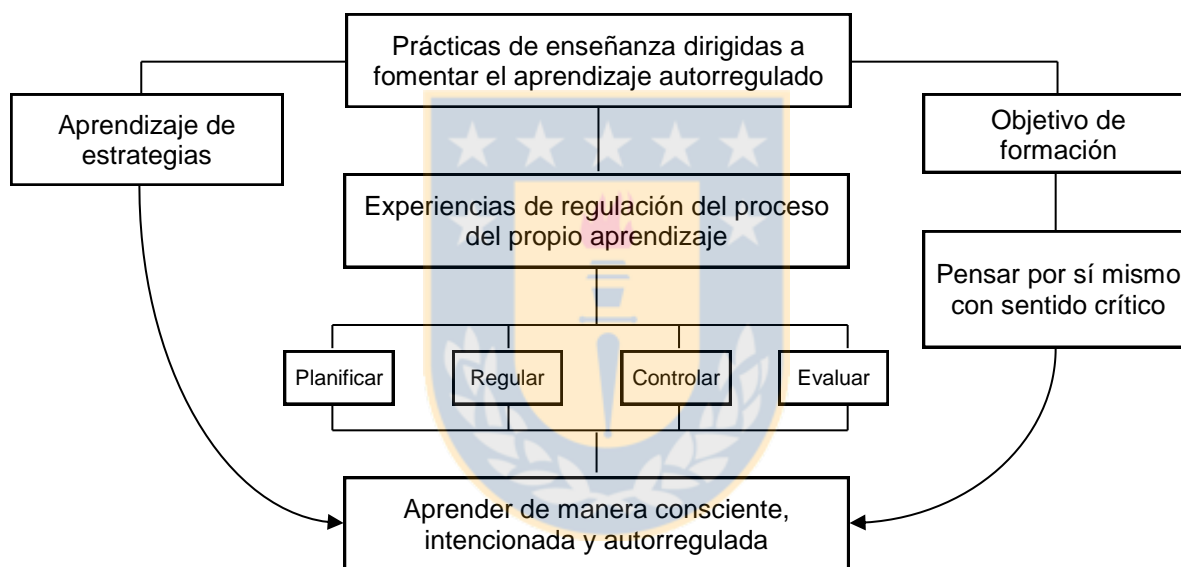 Prácticas de enseñanza dirigidas a
fomentar el aprendizaje autorregulado
Aprendizaje de
estrategias
Objetivo de
formación
Experiencias de regulación del proceso
del propio aprendizaje
Pensar por sí mismo
con sentido crítico
Planificar
Regular
Controlar
Evaluar
Aprender de manera consciente,
intencionada y autorregulada